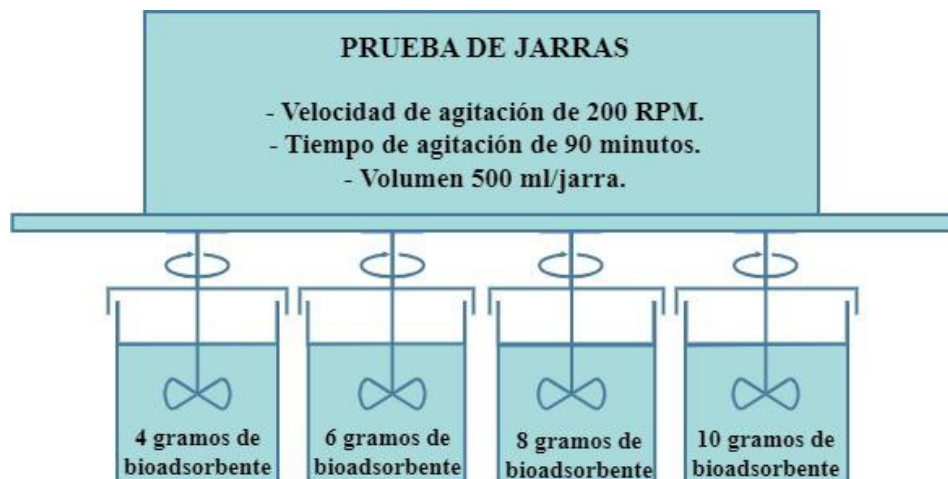 PRUEBA DE JARRAS
- Velocidad de agitación de 200 RPM.
- Tiempo de agitación de 90 minutos.
- Volumen 500 ml/jarra.
4 gramos de
bioadsorbente
6 gramos de
bioadsorbente
8 gramos de
bioadsorbente
10 gramos de
bioadsorbente